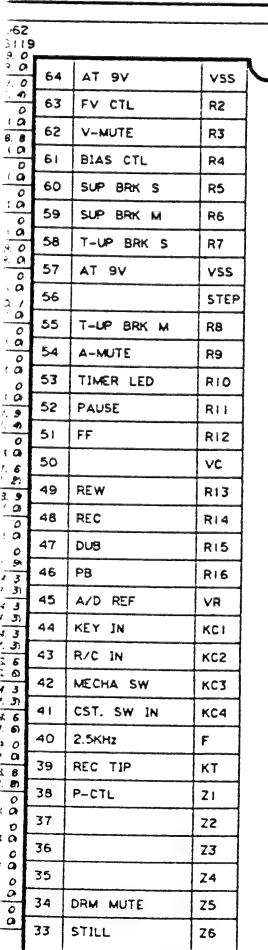 64 AT 9V VSS
63 FV CTL R2
62 V-MUTE R3
61 BIAS CTL R4
60 SUP BRK S R5
59 SUP BRK M R6
58 T-UP BRK S R7
57 AT 9V VSS
56 STEP
55 T-UP BRK M R8
54 A-MUTE R9
53 TIMER LED R10
52 PAUSE R11
51 FF R12
50 VC
49 REW R13
48 REC R14
47 DUB R15
46 PB R16
45 A/D REF VR
44 KEY IN KC1
43 R/C IN KC2
42 MECHA SW KC3
41 CST. SW IN KC4
40 2.5KHz F
39 REC TIP KT
38 P-CTL Z1
37 Z2
36 Z3
35 Z4
34 DRM MUTE Z5
33 STILL Z6